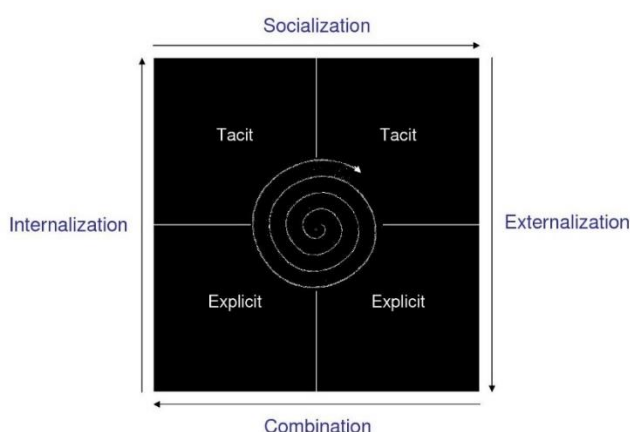 Socialization
Tacit Tacit
Internalization Externalization
Explicit Explicit
Combination